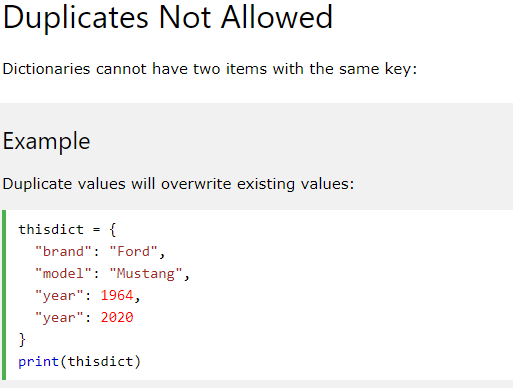 Duplicates Not Allowed
Dictionaries cannot have two items with the same key:
Example
Duplicate values will overwrite existing values:
thisdict = {
  "brand": "Ford",
  "model": "Mustang",
  "year": 1964,
  "year": 2020
}
print(thisdict)